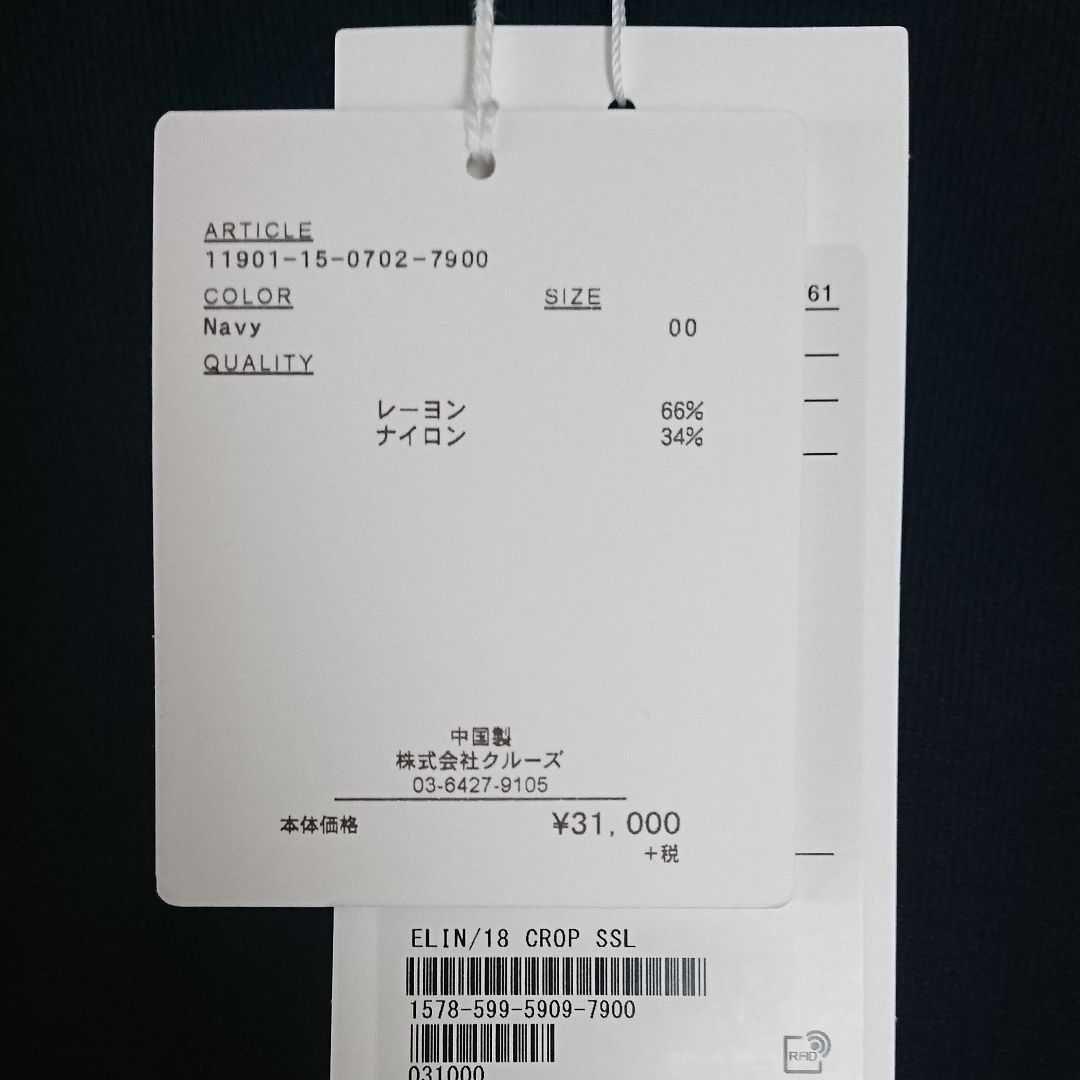 ARTICLE
11901-15-0702-7900
COLOR SIZE
Navy 00
QUALITY
レーヨン 66%
ナイロン 34%
中国製
株式会社クルーズ
03-6427-9105
本体価格 ¥31,000
+税
61
ELIN/18 CROP SSL
1578-599-5909-7900
031000